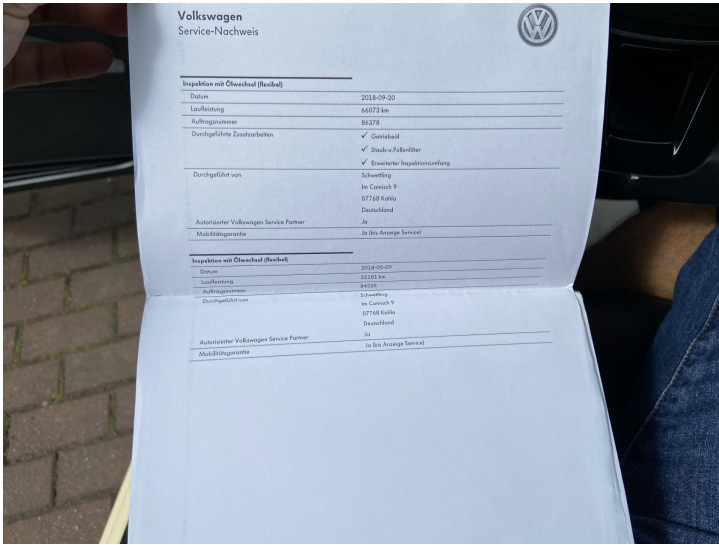 Volkswagen
Service-Nachweis
Inspektion mit Ölwechsel (flexibel)
Datum 2018-09-20
Laufleistung 66073 km
Auftragsnummer 86378
Durchgeführte Zusatzarbeiten ✓ Getriebeöl
✓ Staub-u.Pollenfilter
✓ Erweiterter Inspektionsumfang
Durchgeführt von Schwettling
Im Camisch 9
07768 Kahla
Deutschland
Autorisierter Volkswagen Service Partner Ja
Mobilitätsgarantie Ja (bis Anzeige Service)
Inspektion mit Ölwechsel (flexibel)
Datum 2018-05-09
Laufleistung 32181 km
Auftragsnummer 84535
Durchgeführt von Schwettling
Im Camisch 9
07768 Kahla
Deutschland
Autorisierter Volkswagen Service Partner Ja
Mobilitätsgarantie Ja (bis Anzeige Service)